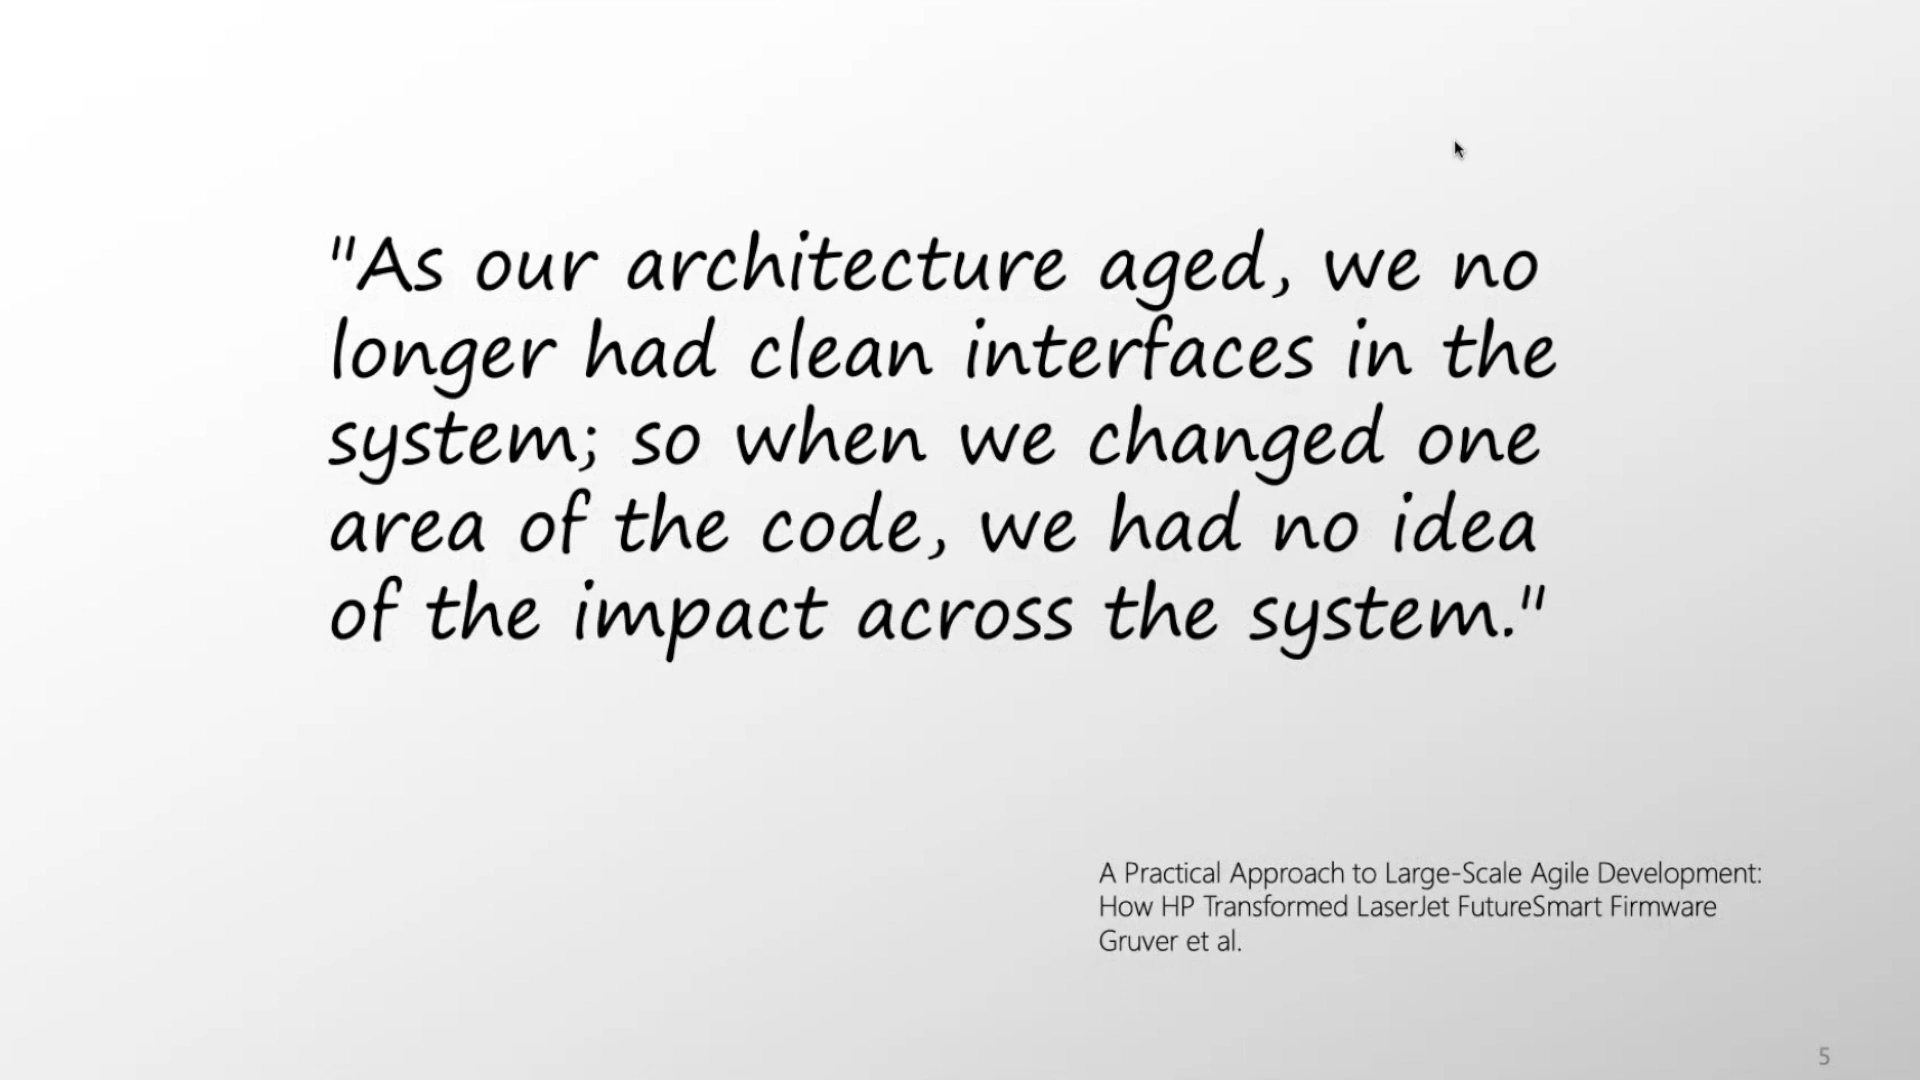 "As our architecture aged, we no
longer had clean interfaces in the
system; so when we changed one
area of the code, we had no idea
of the impact across the system."
A Practical Approach to Large-Scale Agile Development:
How HP Transformed LaserJet FutureSmart Firmware
Gruver et al.
5